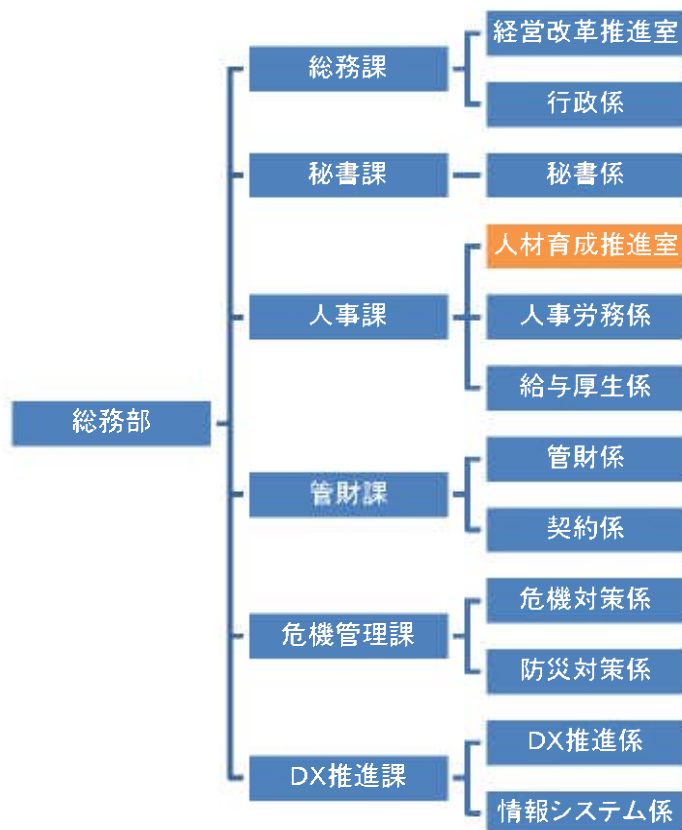 総務部
総務課
経営改革推進室
行政係
秘書課
秘書係
人事課
人材育成推進室
人事労務係
給与厚生係
管財課
管財係
契約係
危機管理課
危機対策係
防災対策係
DX推進課
DX推進係
情報システム係